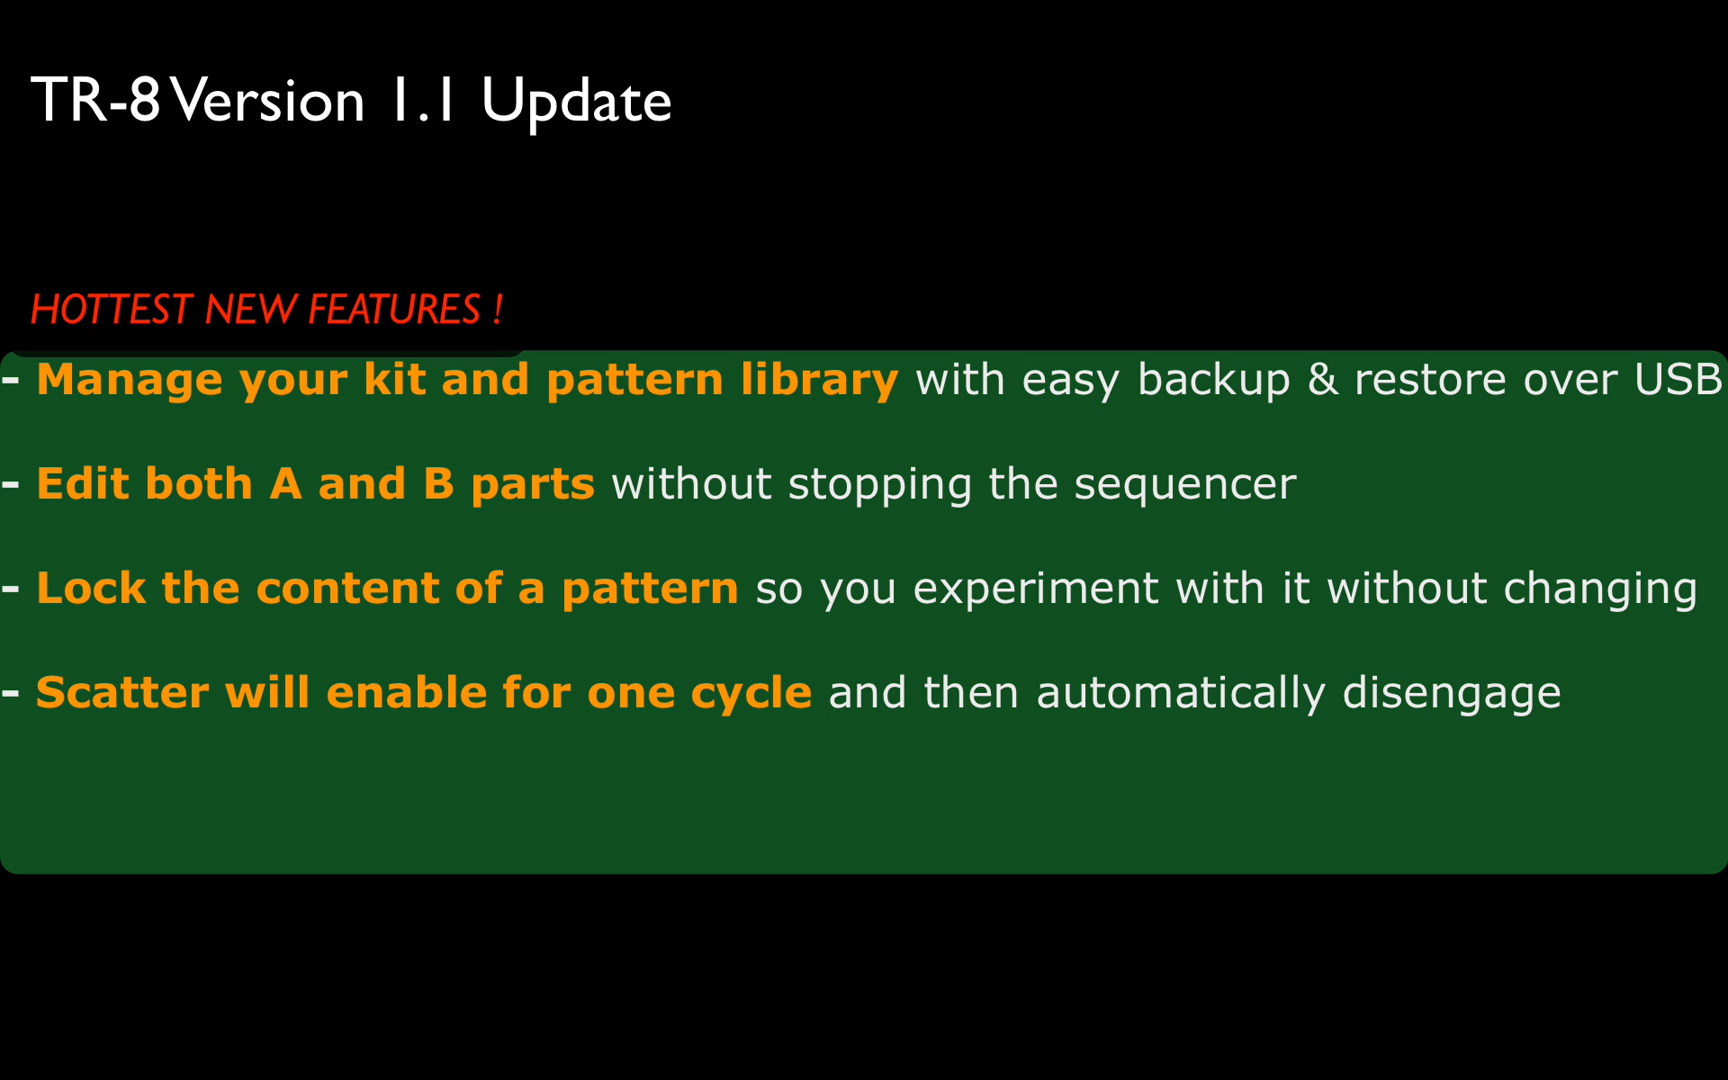 TR-8 Version 1.1 Update
HOTTEST NEW FEATURES !
- Manage your kit and pattern library with easy backup & restore over USB
- Edit both A and B parts without stopping the sequencer
- Lock the content of a pattern so you experiment with it without changing
- Scatter will enable for one cycle and then automatically disengage